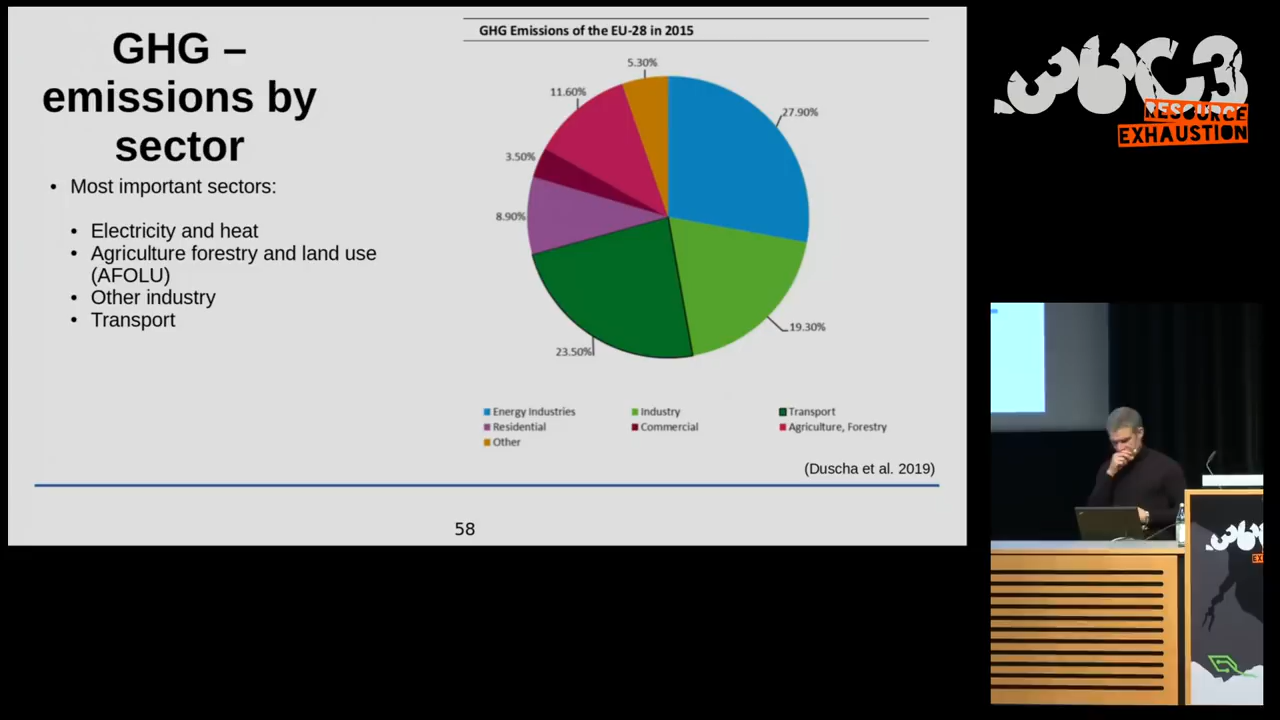 GHG –
emissions by
sector
• Most important sectors:
• Electricity and heat
• Agriculture forestry and land use
(AFOLU)
• Other industry
• Transport
GHG Emissions of the EU-28 in 2015
5.30%
11.60%
27.90%
3.50%
8.90%
19.30%
23.50%
Energy Industries Industry Transport
Residential Commercial Agriculture, Forestry
Other
(Duscha et al. 2019)
58
36C3
RESOURCE
EXHAUSTION